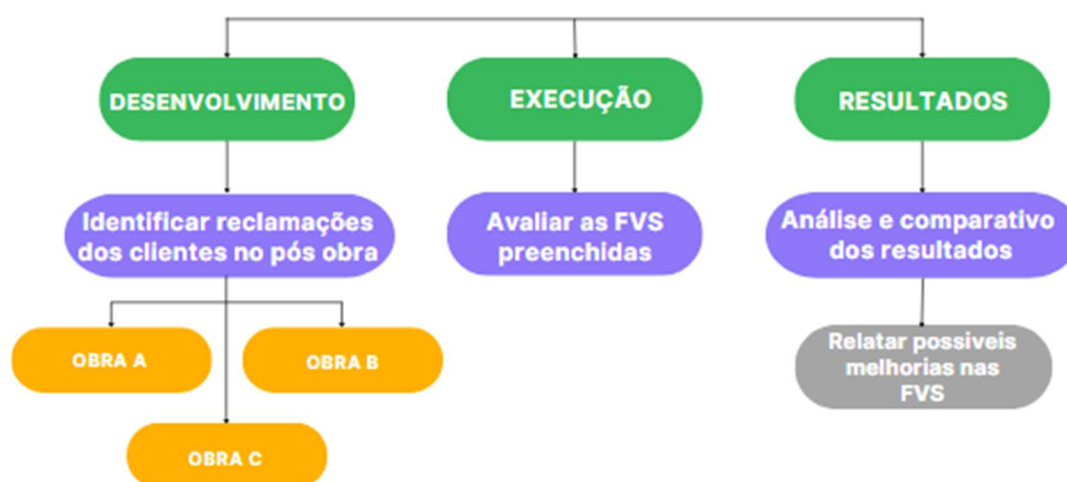 DESENVOLVIMENTO
EXECUÇÃO
RESULTADOS
Identificar reclamações
dos clientes no pós obra
Avaliar as FVS
preenchidas
Análise e comparativo
dos resultados
OBRA A
OBRA B
OBRA C
Relatar possiveis
melhorias nas
FVS